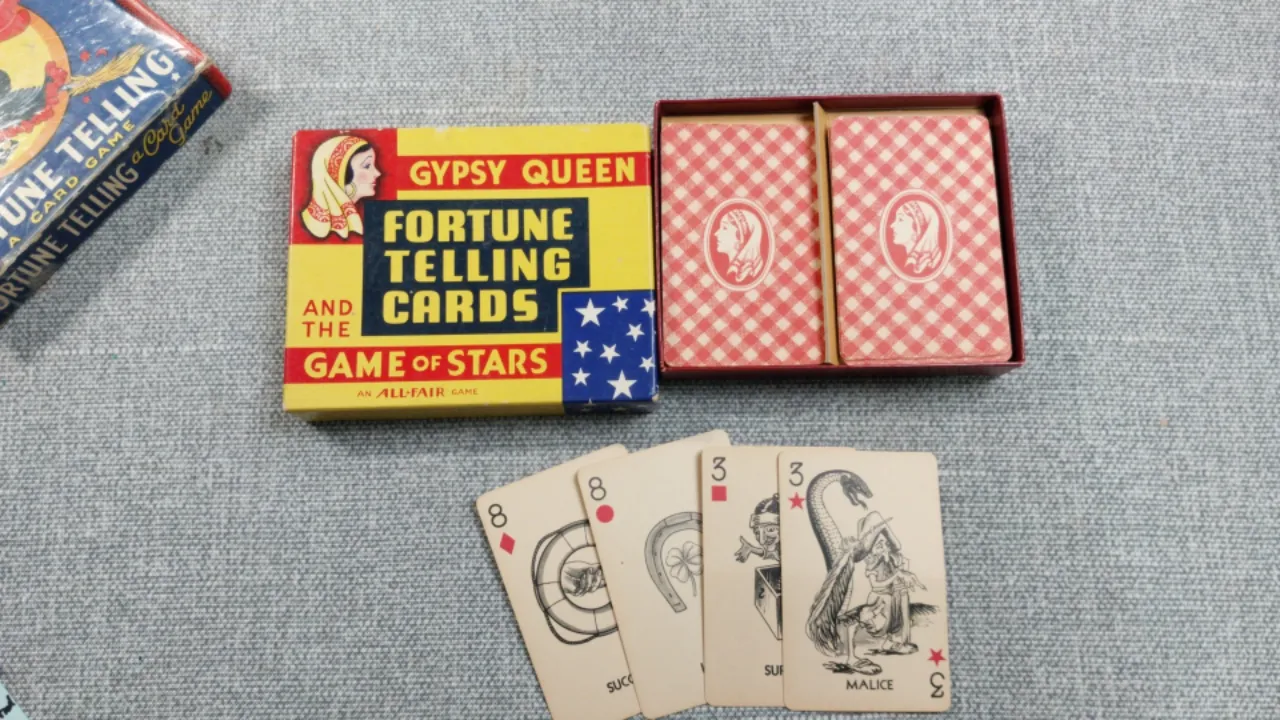 TELLING
A CARD GAME
FORTUNE TELLING a Card Game
GYPSY QUEEN
FORTUNE
TELLING
CARDS
AND
THE
GAME OF STARS
AN ALL-FAIR GAME
8
8
3
3
MALICE
3